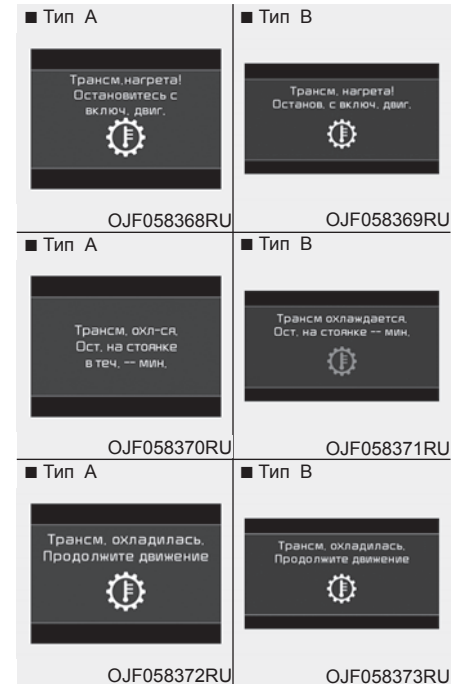 ■ Тип A
Трансм.нагрета!
Остановитесь с
включ. двиг.
OJF058368RU
■ Тип B
Трансм. нагрета!
Останов. с включ. двиг.
OJF058369RU
■ Тип A
Трансм. охл-ся.
Ост. на стоянке
в теч. -- мин.
OJF058370RU
■ Тип B
Трансм охлаждается.
Ост. на стоянке -- мин.
OJF058371RU
■ Тип A
Трансм. охладилась.
Продолжите движение
OJF058372RU
■ Тип B
Трансм. охладилась.
Продолжите движение
OJF058373RU